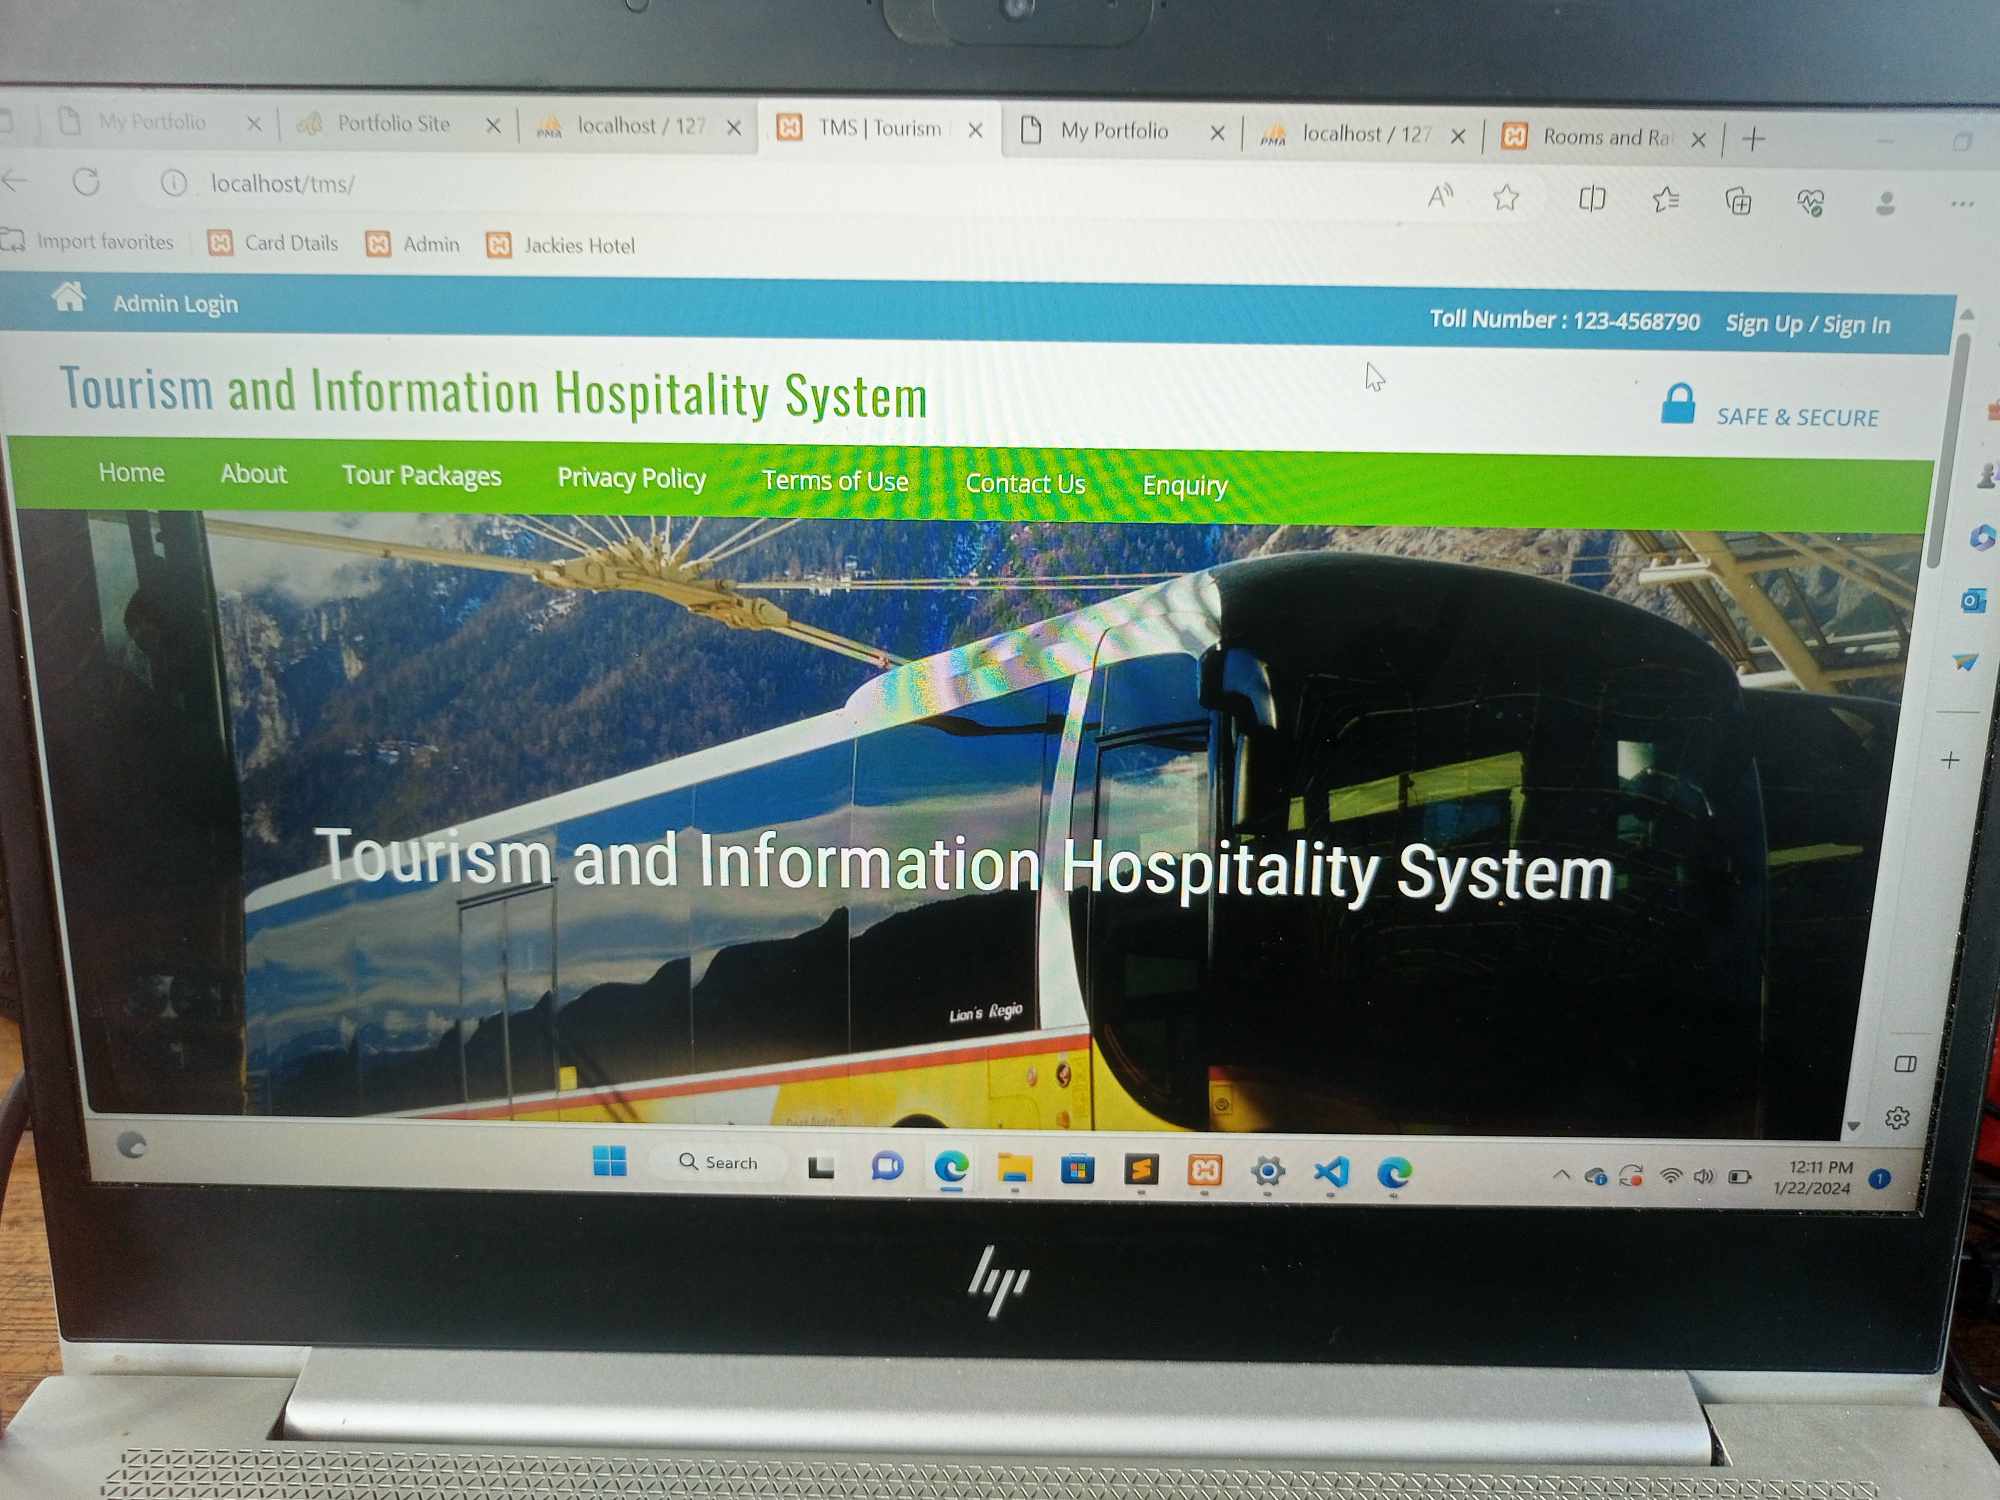 My Portfolio
Portfolio Site
localhost / 127
TMS | Tourism
My Portfolio
localhost / 127
Rooms and Ra
localhost/tms/
Import favorites
Card Dtails
Admin
Jackies Hotel
Admin Login
Toll Number : 123-4568790
Sign Up / Sign In
Tourism and Information Hospitality System
SAFE & SECURE
Home
About
Tour Packages
Privacy Policy
Terms of Use
Contact Us
Enquiry
Tourism and Information Hospitality System
Lion's Regio
Search
12:11 PM
1/22/2024
1
hp